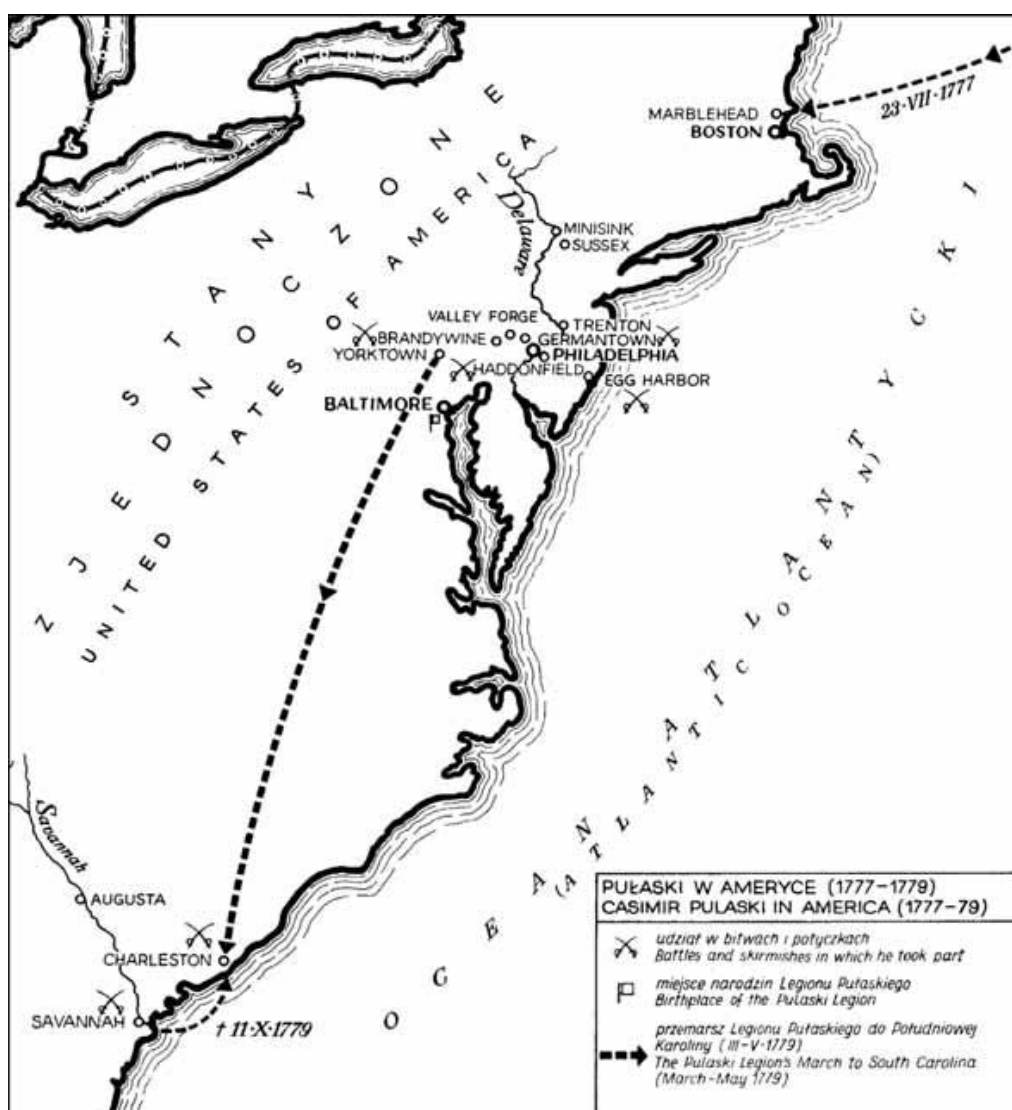 23·VII·1777
MARBLEHEAD
BOSTON
ZJEDNOCZONE STANY
UNITED STATES OF AMERICA
Delaware
MINISINK
SUSSEX
VALLEY FORGE
TRENTON
BRANDYWINE
GERMANTOWN
YORKTOWN
PHILADELPHIA
HADDONFIELD
EGG HARBOR
BALTIMORE
OCEAN ATLANTYCKI
(ATLANTIC OCEAN)
Savannah
AUGUSTA
CHARLESTON
SAVANNAH
† 11·X·1779
PUŁASKI W AMERYCE (1777-1779)
CASIMIR PULASKI IN AMERICA (1777-79)
udział w bitwach i potyczkach
Battles and skirmishes in which he took part
miejsce narodzin Legionu Pułaskiego
Birthplace of the Pulaski Legion
przemarsz Legionu Pułaskiego do Południowej
Karoliny (III-V-1779)
The Pulaski Legion's March to South Carolina
(March-May 1779)